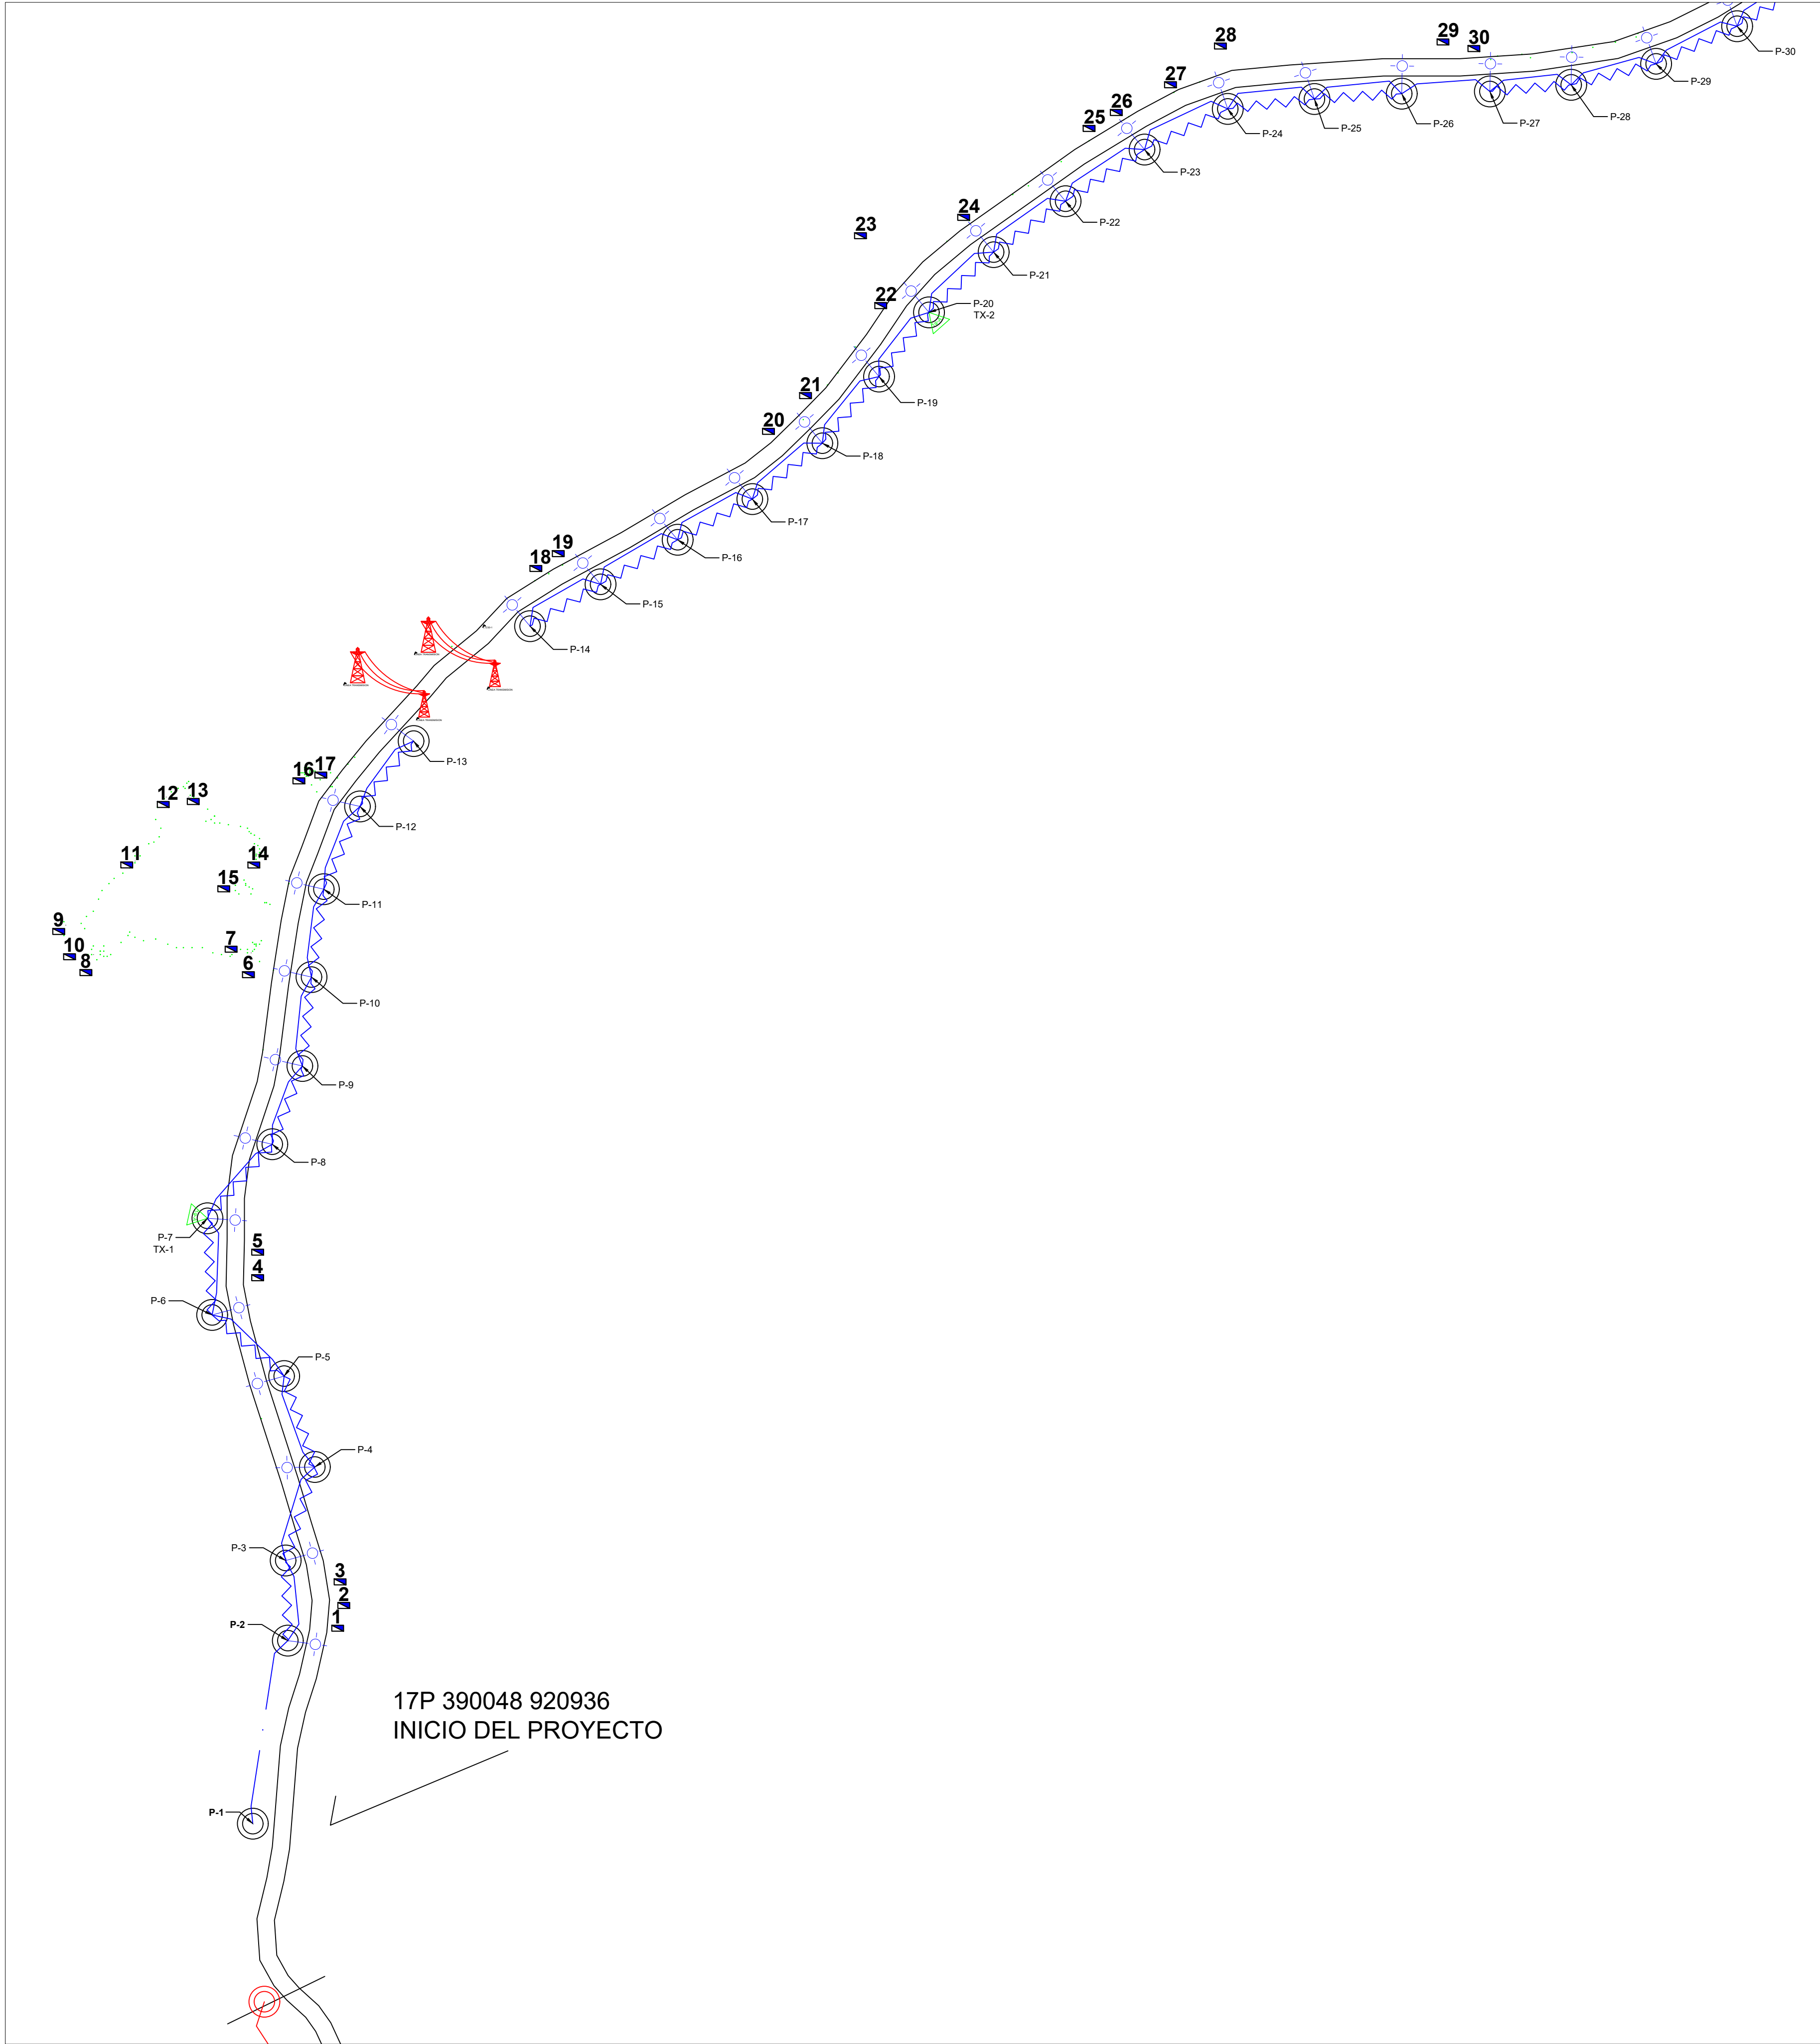 29
30
28
P-30
P-29
27
26
25
P-28
P-27
P-26
P-25
P-24
P-23
24
23
P-22
P-21
22
P-20
TX-2
21
P-19
20
P-18
P-17
19
18
P-16
P-15
P-14
P-13
17
16
13
12
P-12
14
11
15
P-11
9
10
8
7
6
P-10
P-9
P-8
P-7
TX-1
5
4
P-6
P-5
P-4
P-3
3
2
1
P-2
17P 390048 920936
INICIO DEL PROYECTO
P-1